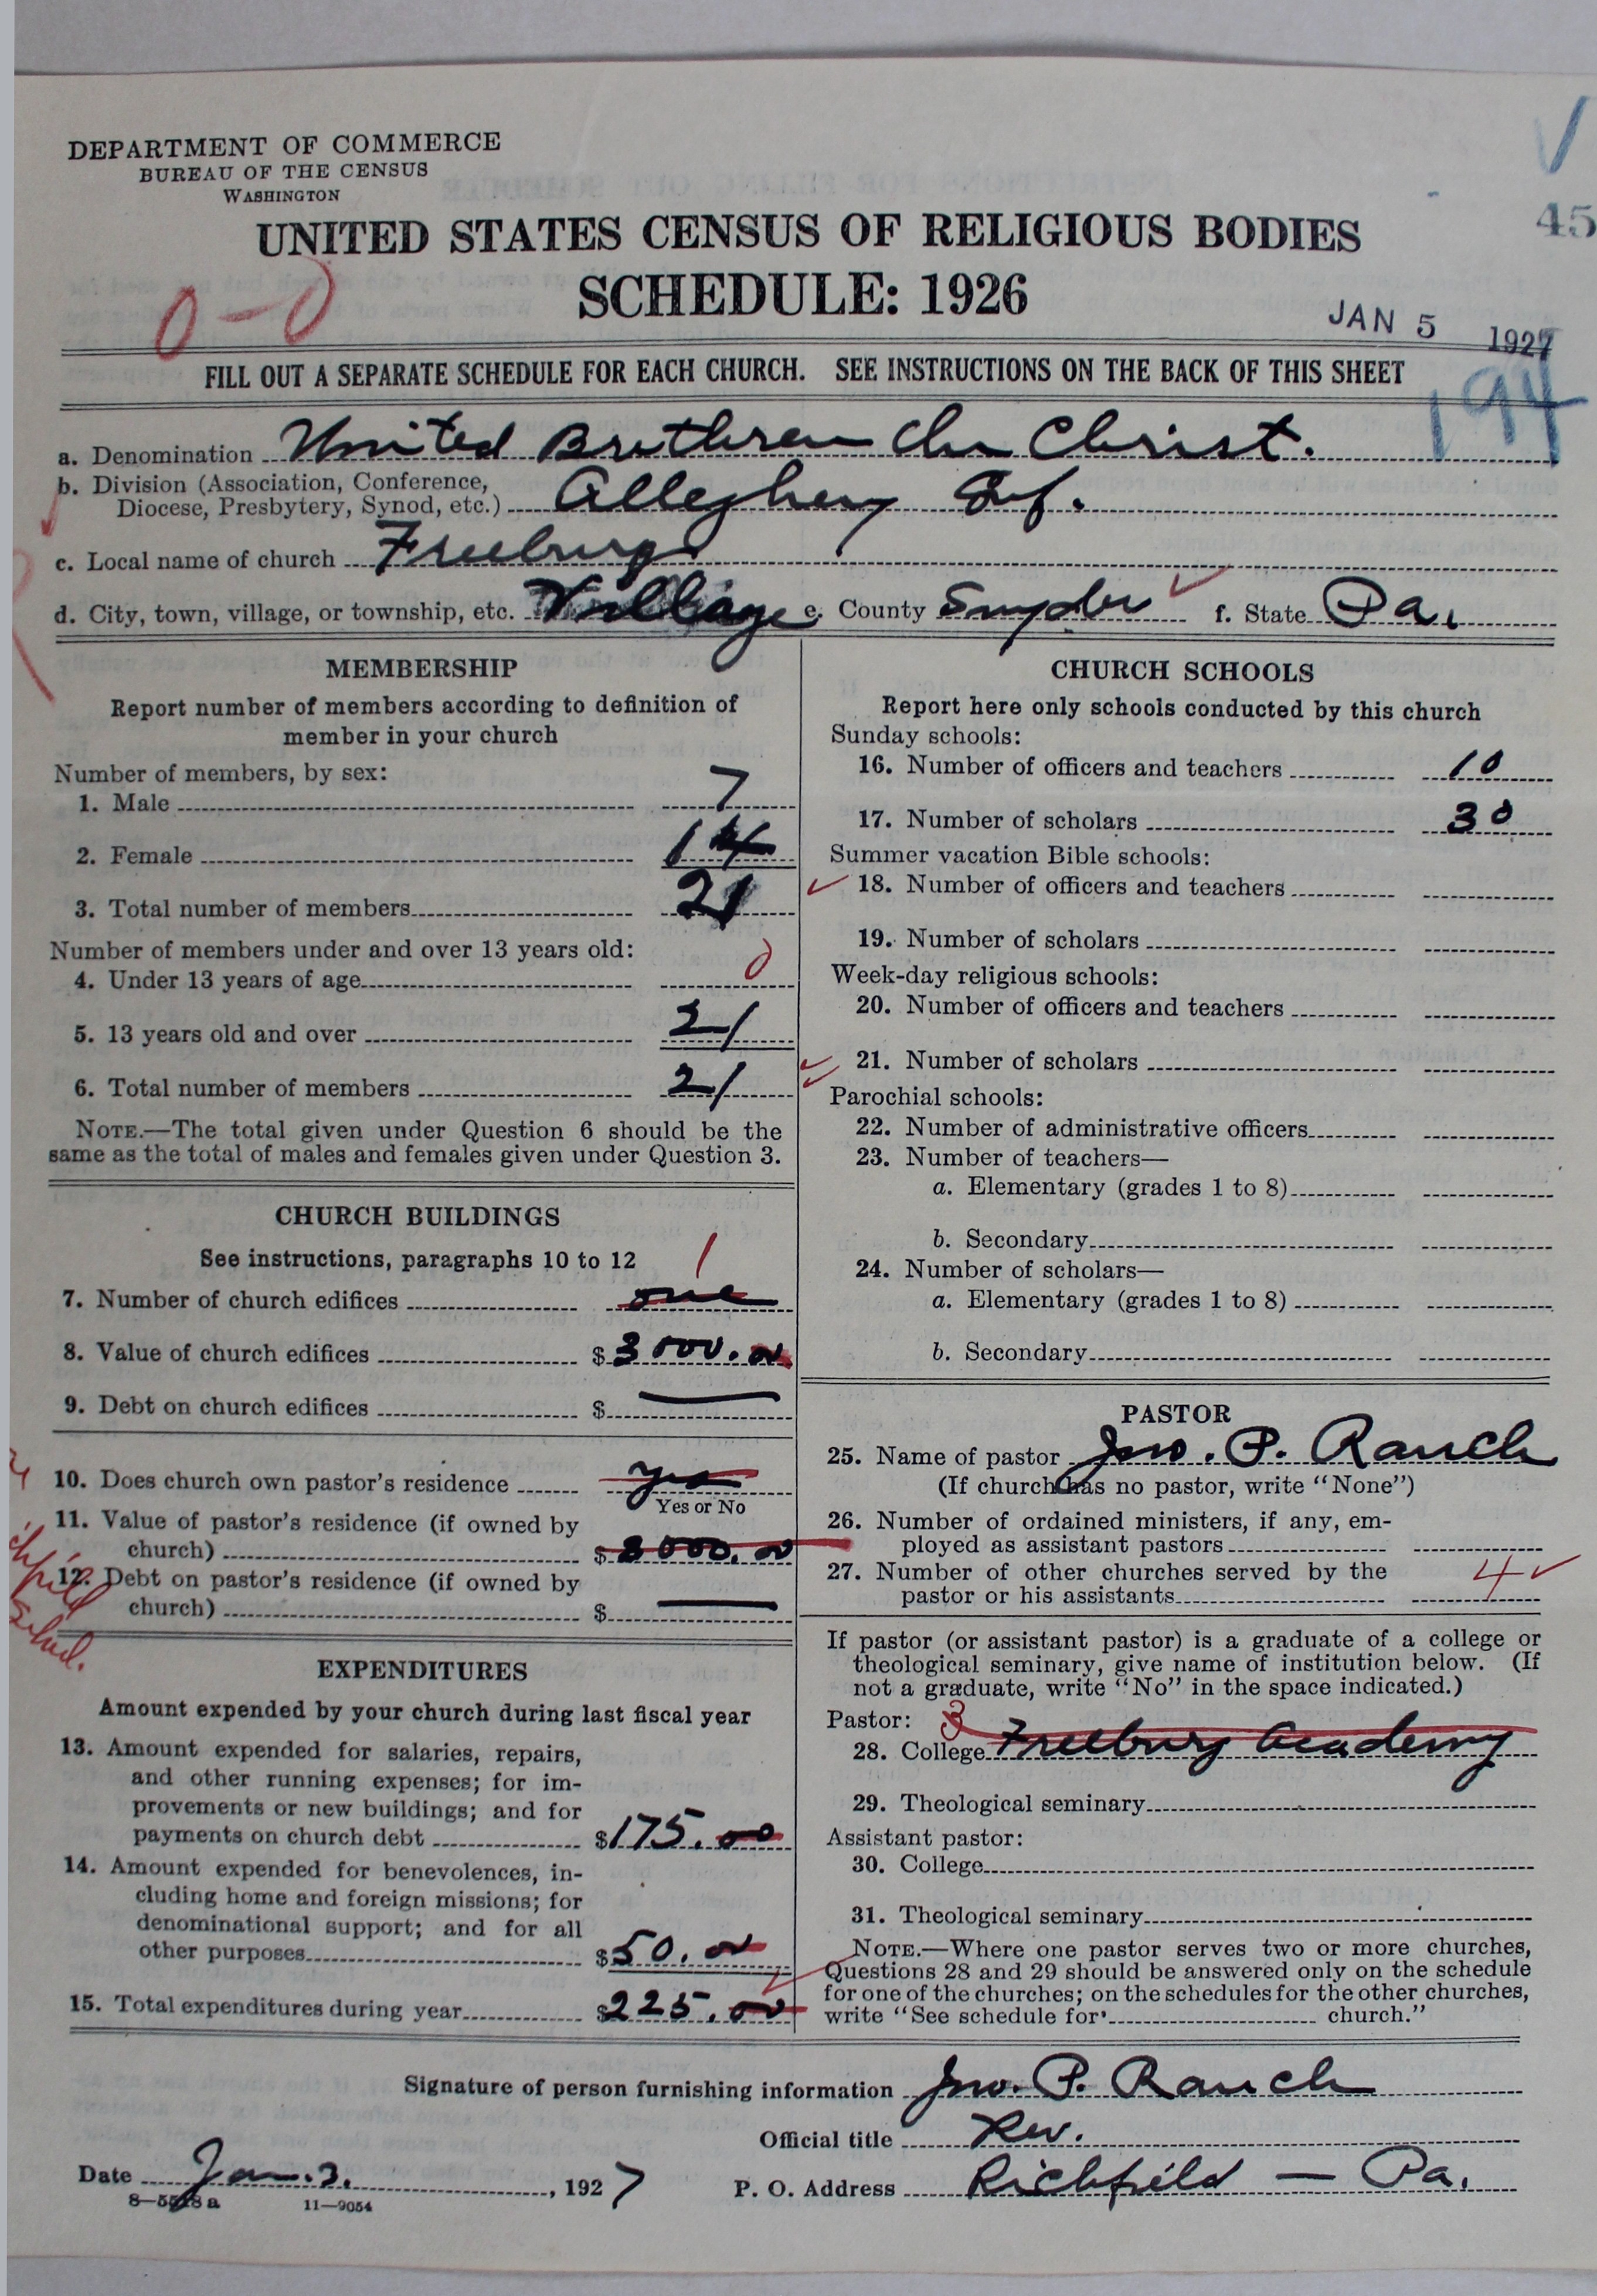 DEPARTMENT OF COMMERCE
BUREAU OF THE CENSUS
WASHINGTON
UNITED STATES CENSUS OF RELIGIOUS BODIES
45
SCHEDULE: 1926
0-0
JAN 5 1927
FILL OUT A SEPARATE SCHEDULE FOR EACH CHURCH. SEE INSTRUCTIONS ON THE BACK OF THIS SHEET
194
a. Denomination United Brethren Christ.
b. Division (Association, Conference,
Diocese, Presbytery, Synod, etc.) Allegheny
c. Local name of church Freeburg
d. City, town, village, or township, etc. Village e. County Snyder f. State Pa.
MEMBERSHIP
Report number of members according to definition of
member in your church
Number of members, by sex:
1. Male 7
2. Female 14
3. Total number of members 21
Number of members under and over 13 years old:
4. Under 13 years of age 0
5. 13 years old and over 21
6. Total number of members 21
NOTE.—The total given under Question 6 should be the
same as the total of males and females given under Question 3.
CHURCH BUILDINGS
See instructions, paragraphs 10 to 12
1
7. Number of church edifices one
8. Value of church edifices $ 3000.00
9. Debt on church edifices $ —
10. Does church own pastor's residence yes
Yes or No
11. Value of pastor's residence (if owned by
church) $ 3000.00
12. Debt on pastor's residence (if owned by
church) $ —
EXPENDITURES
Amount expended by your church during last fiscal year
13. Amount expended for salaries, repairs,
and other running expenses; for im-
provements or new buildings; and for
payments on church debt $ 175.00
14. Amount expended for benevolences, in-
cluding home and foreign missions; for
denominational support; and for all
other purposes $ 50.00
15. Total expenditures during year $ 225.00
CHURCH SCHOOLS
Report here only schools conducted by this church
Sunday schools:
16. Number of officers and teachers 10
17. Number of scholars 30
Summer vacation Bible schools:
18. Number of officers and teachers
19. Number of scholars
Week-day religious schools:
20. Number of officers and teachers
21. Number of scholars
Parochial schools:
22. Number of administrative officers
23. Number of teachers—
a. Elementary (grades 1 to 8)
b. Secondary
24. Number of scholars—
a. Elementary (grades 1 to 8)
b. Secondary
PASTOR
25. Name of pastor Jno. P. Rauch
(If church has no pastor, write "None")
26. Number of ordained ministers, if any, em-
ployed as assistant pastors
27. Number of other churches served by the
pastor or his assistants 4
If pastor (or assistant pastor) is a graduate of a college or
theological seminary, give name of institution below. (If
not a graduate, write "No" in the space indicated.)
Pastor: 3
28. College Freeburg Academy
29. Theological seminary
Assistant pastor:
30. College
31. Theological seminary
NOTE.—Where one pastor serves two or more churches,
Questions 28 and 29 should be answered only on the schedule
for one of the churches; on the schedules for the other churches,
write "See schedule for church."
Signature of person furnishing information Jno. P. Rauch
Official title Rev.
Date Jan. 3. , 1927
P. O. Address Richfield — Pa.
8—5528a 11—9054